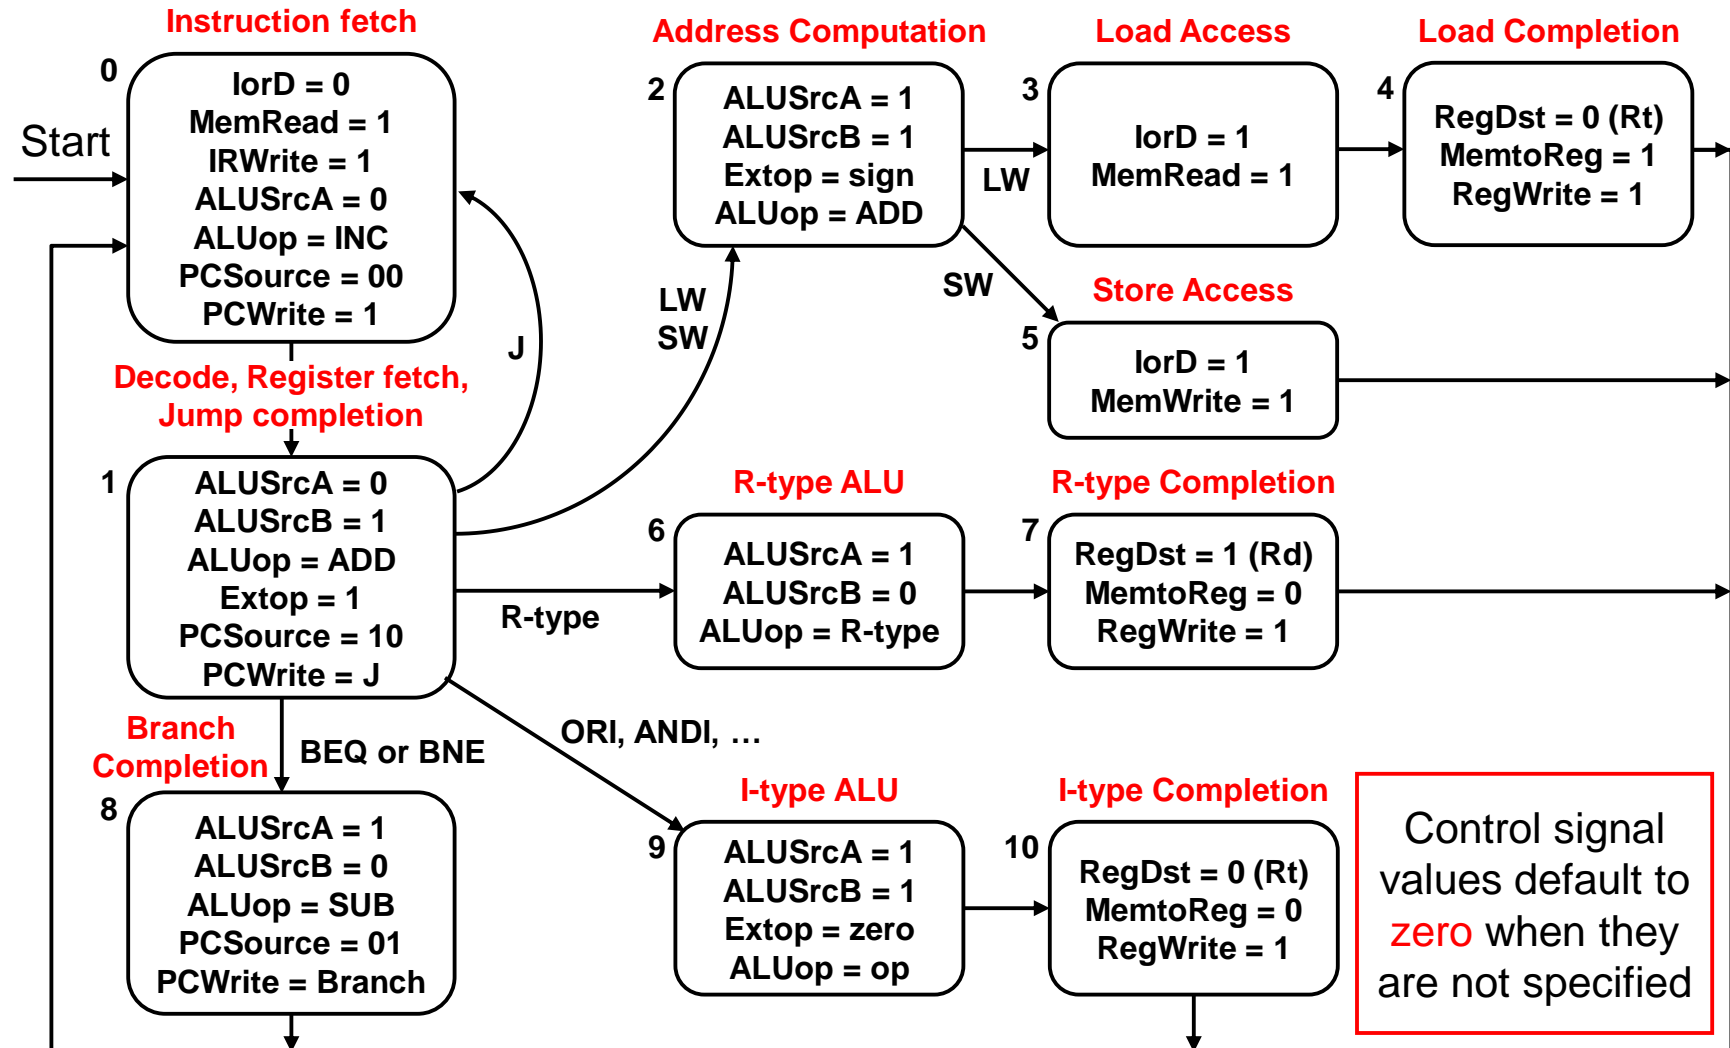 Instruction fetch
0
IorD = 0
MemRead = 1
IRWrite = 1
ALUSrcA = 0
ALUop = INC
PCSource = 00
PCWrite = 1
Start
J
Decode, Register fetch,
Jump completion
1
ALUSrcA = 0
ALUSrcB = 1
ALUop = ADD
Extop = 1
PCSource = 10
PCWrite = J
LW
SW
R-type
ORI, ANDI, …
BEQ or BNE
Branch
Completion
8
ALUSrcA = 1
ALUSrcB = 0
ALUop = SUB
PCSource = 01
PCWrite = Branch
Address Computation
2
ALUSrcA = 1
ALUSrcB = 1
Extop = sign
ALUop = ADD
LW
SW
Load Access
3
IorD = 1
MemRead = 1
Load Completion
4
RegDst = 0 (Rt)
MemtoReg = 1
RegWrite = 1
Store Access
5
IorD = 1
MemWrite = 1
R-type ALU
6
ALUSrcA = 1
ALUSrcB = 0
ALUop = R-type
R-type Completion
7
RegDst = 1 (Rd)
MemtoReg = 0
RegWrite = 1
I-type ALU
9
ALUSrcA = 1
ALUSrcB = 1
Extop = zero
ALUop = op
I-type Completion
10
RegDst = 0 (Rt)
MemtoReg = 0
RegWrite = 1
Control signal
values default to
zero when they
are not specified